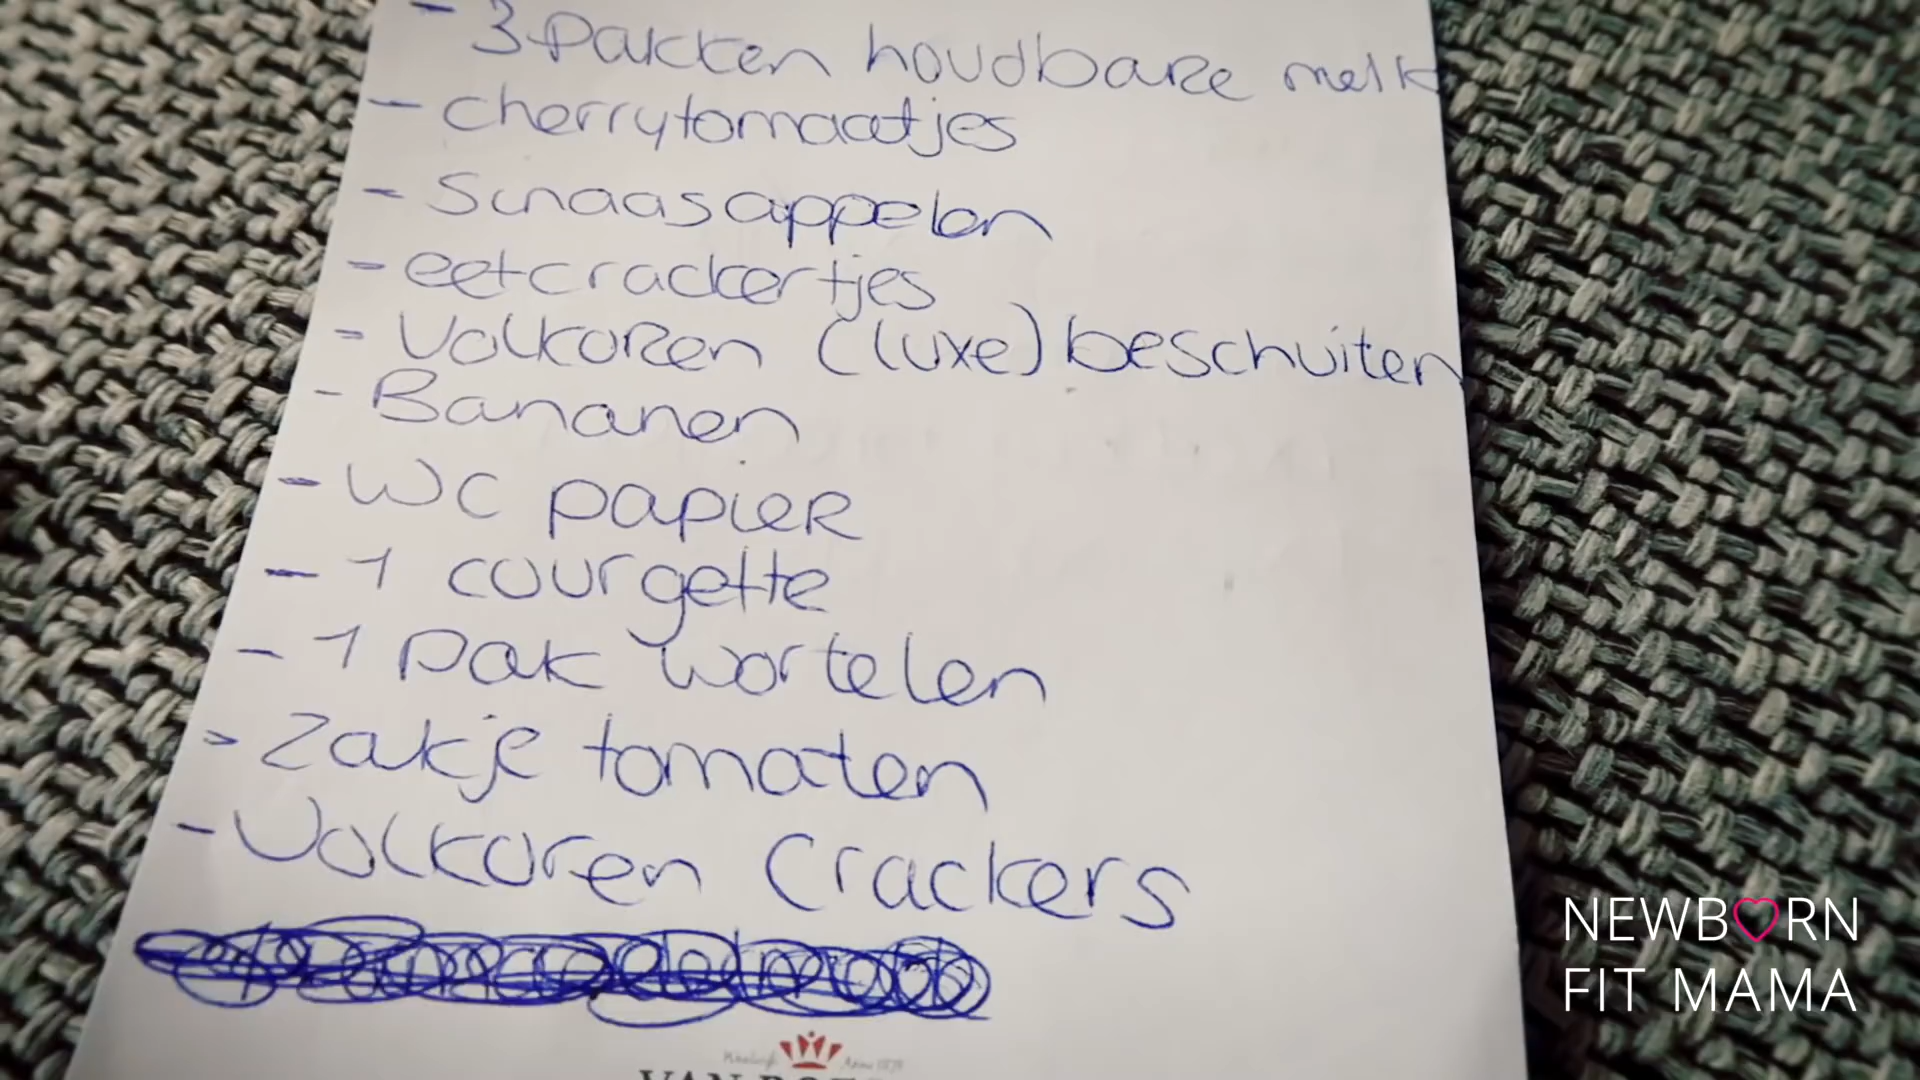 - 3 pakken houdbare melk
- cherrytomaatjes
- Sinaasappelen
- eetcrackertjes
- Volkoren (luxe) beschuiten
- Bananen
- WC papier
- 1 courgette
- 1 pak wortelen
- Zakje tomaten
- Volkoren Crackers
NEWBORN
FIT MAMA